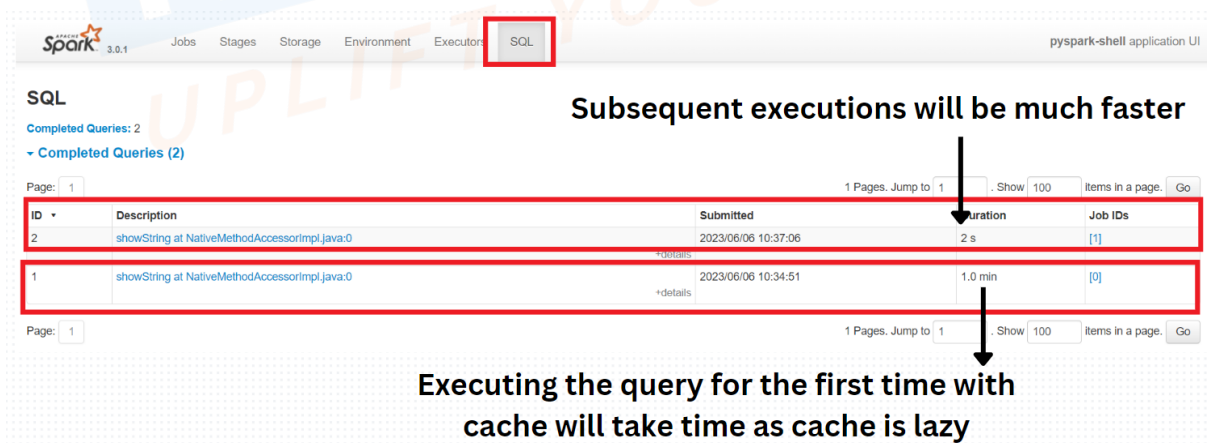 APACHE
Spark 3.0.1 Jobs Stages Storage Environment Executors SQL pyspark-shell application UI
UPLIFT YOU
SQL
Subsequent executions will be much faster
Completed Queries: 2
Completed Queries (2)
Page: 1 1 Pages. Jump to 1 . Show 100 items in a page. Go
ID Description Submitted uration Job IDs
2 showString at NativeMethodAccessorImpl.java:0 2023/06/06 10:37:06 2 s [1]
+details
1 showString at NativeMethodAccessorImpl.java:0 2023/06/06 10:34:51 1.0 min [0]
+details
Page: 1 1 Pages. Jump to 1 . Show 100 items in a page. Go
Executing the query for the first time with
cache will take time as cache is lazy